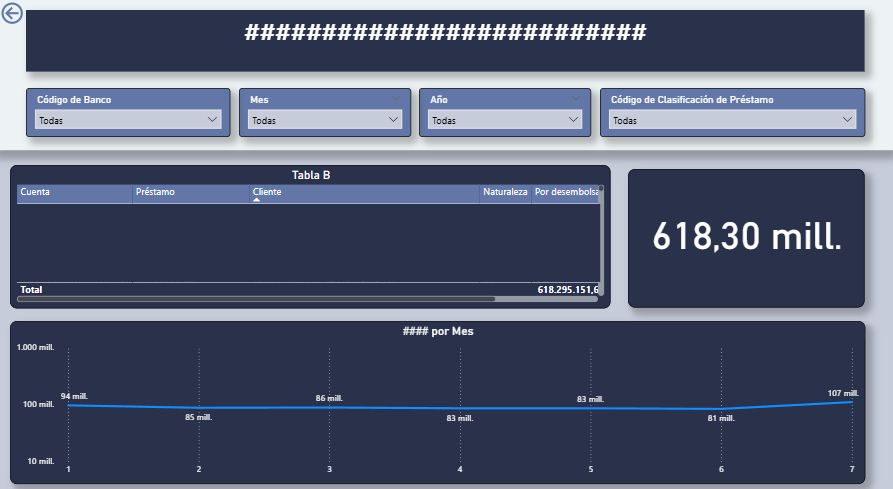 ##########################
Código de Banco
Mes
Año
Código de Clasificación de Préstamo
Todas
Todas
Todas
Todas
Tabla B
Cuenta Préstamo Cliente Naturaleza Por desembolsa
Total 618.295.151,6
618,30 mill.
#### por Mes
1.000 mill.
100 mill.
10 mill.
94 mill.
85 mill.
86 mill.
83 mill.
83 mill.
81 mill.
107 mill.
1 2 3 4 5 6 7